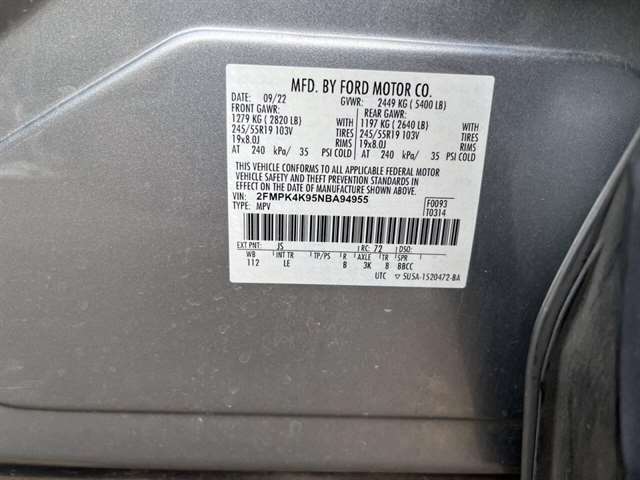 MFD. BY FORD MOTOR CO.
DATE: 09/22 GVWR: 2449 KG ( 5400 LB)
FRONT GAWR: REAR GAWR:
1279 KG ( 2820 LB) WITH 1197 KG ( 2640 LB) WITH
245/55R19 103V TIRES 245/55R19 103V TIRES
19x8.0J RIMS 19x8.0J RIMS
AT 240 kPa/ 35 PSI COLD AT 240 kPa/ 35 PSI COLD
THIS VEHICLE CONFORMS TO ALL APPLICABLE FEDERAL MOTOR
VEHICLE SAFETY AND THEFT PREVENTION STANDARDS IN
EFFECT ON THE DATE OF MANUFACTURE SHOWN ABOVE.
VIN: 2FMPK4K95NBA94955 F0093
TYPE: MPV T0314
EXT PNT: JS RC: 72 DSO:
WB INT TR TP/PS R AXLE TR SPR
112 LE B 3K 8 BBCC
UTC ▽ 5USA-1520472-BA